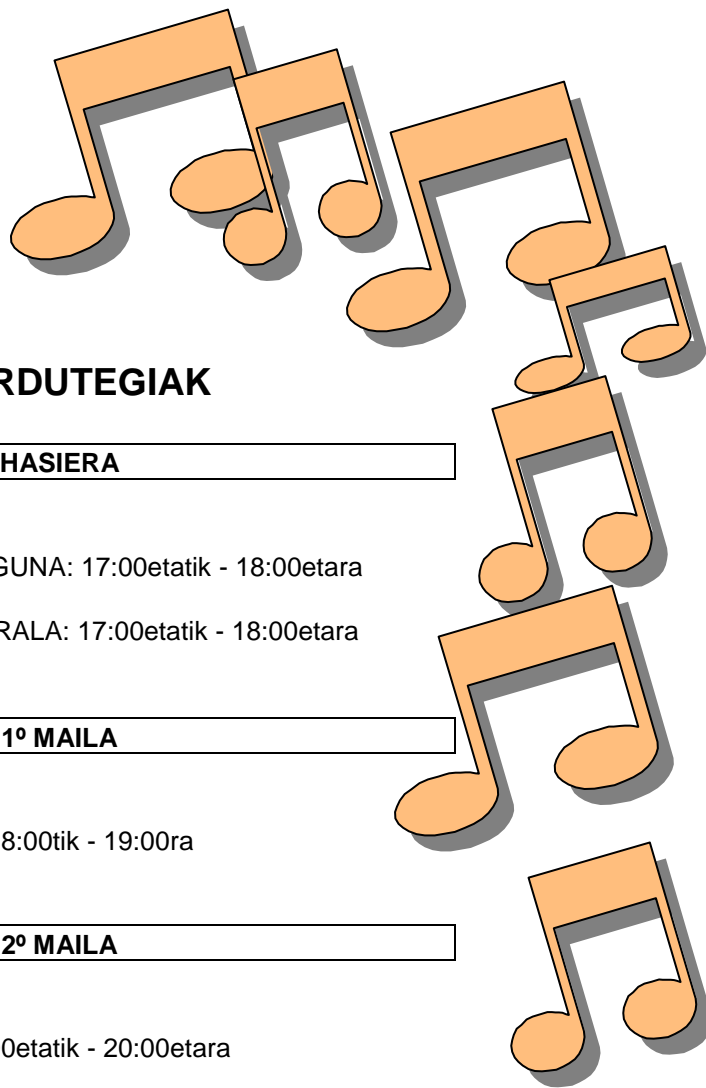 RDUTEGIAK
HASIERA
GUNA: 17:00etatik - 18:00etara
RALA: 17:00etatik - 18:00etara
1º MAILA
8:00tik - 19:00ra
2º MAILA
0etatik - 20:00etara